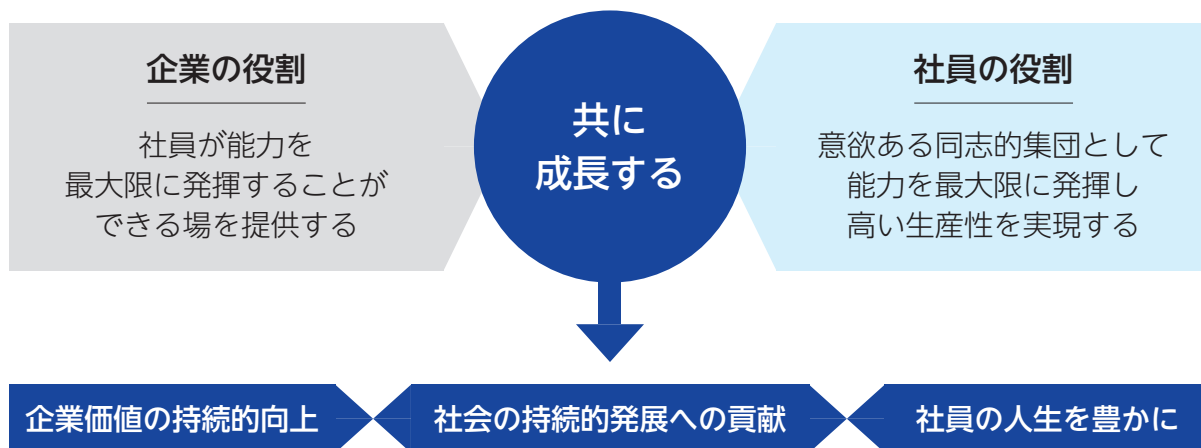 企業の役割
社員が能力を
最大限に発揮することが
できる場を提供する
共に
成長する
社員の役割
意欲ある同志的集団として
能力を最大限に発揮し
高い生産性を実現する
企業価値の持続的向上
社会の持続的発展への貢献
社員の人生を豊かに